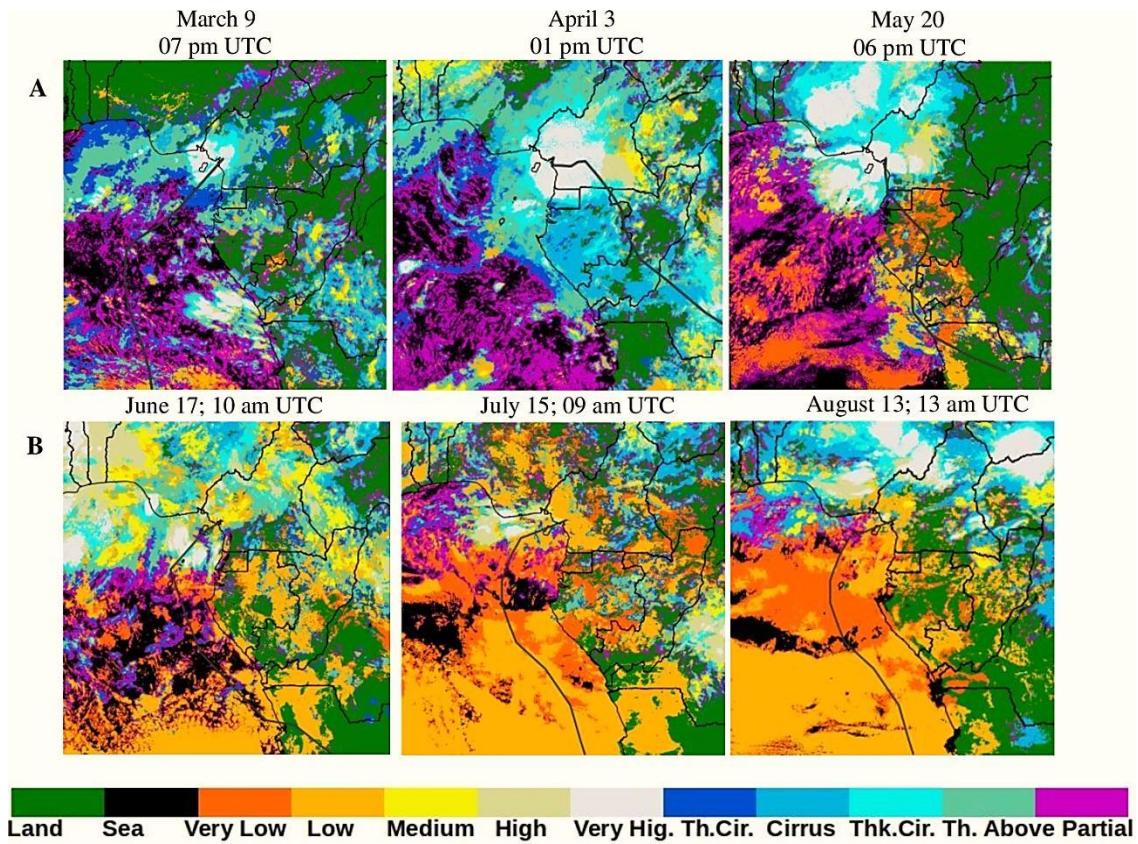 March 9 April 3 May 20
07 pm UTC 01 pm UTC 06 pm UTC
A
June 17; 10 am UTC July 15; 09 am UTC August 13; 13 am UTC
B
Land Sea Very Low Low Medium High Very Hig. Th.Cir. Cirrus Thk.Cir. Th. Above Partial